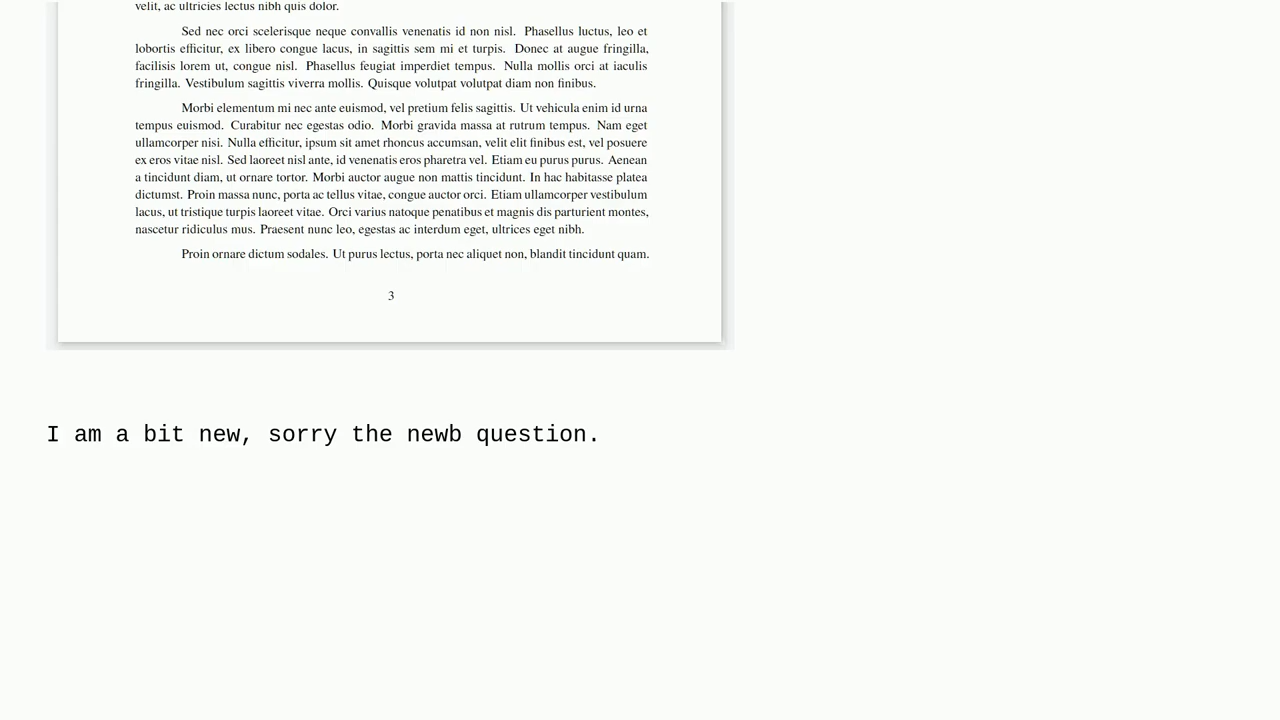 velit, ac ultricies lectus nibh quis dolor.
Sed nec orci scelerisque neque convallis venenatis id non nisl. Phasellus luctus, leo et
lobortis efficitur, ex libero congue lacus, in sagittis sem mi et turpis. Donec at augue fringilla,
facilisis lorem ut, congue nisl. Phasellus feugiat imperdiet tempus. Nulla mollis orci at iaculis
fringilla. Vestibulum sagittis viverra mollis. Quisque volutpat volutpat diam non finibus.
Morbi elementum mi nec ante euismod, vel pretium felis sagittis. Ut vehicula enim id urna
tempus euismod. Curabitur nec egestas odio. Morbi gravida massa at rutrum tempus. Nam eget
ullamcorper nisi. Nulla efficitur, ipsum sit amet rhoncus accumsan, velit elit finibus est, vel posuere
ex eros vitae nisl. Sed laoreet nisl ante, id venenatis eros pharetra vel. Etiam eu purus purus. Aenean
a tincidunt diam, ut ornare tortor. Morbi auctor augue non mattis tincidunt. In hac habitasse platea
dictumst. Proin massa nunc, porta ac tellus vitae, congue auctor orci. Etiam ullamcorper vestibulum
lacus, ut tristique turpis laoreet vitae. Orci varius natoque penatibus et magnis dis parturient montes,
nascetur ridiculus mus. Praesent nunc leo, egestas ac interdum eget, ultrices eget nibh.
Proin ornare dictum sodales. Ut purus lectus, porta nec aliquet non, blandit tincidunt quam.
3
I am a bit new, sorry the newb question.